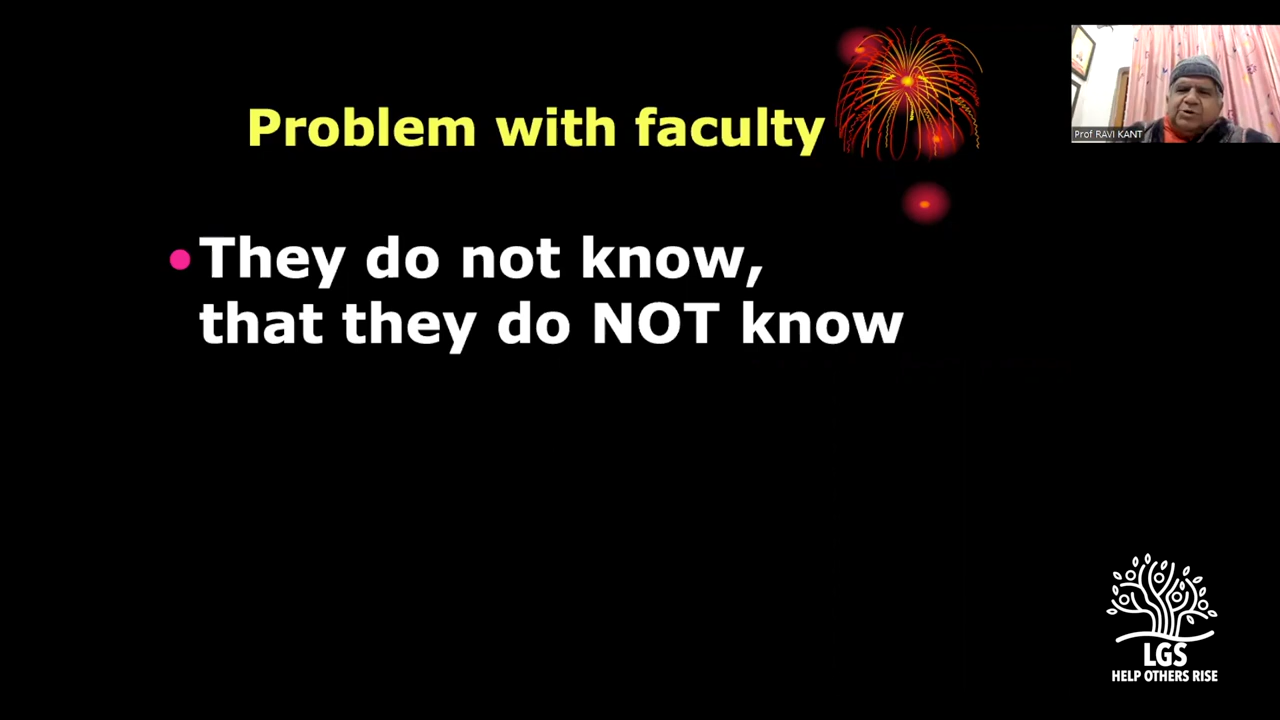 Problem with faculty
Prof RAVI KANT
•They do not know,
that they do NOT know
LGS
HELP OTHERS RISE